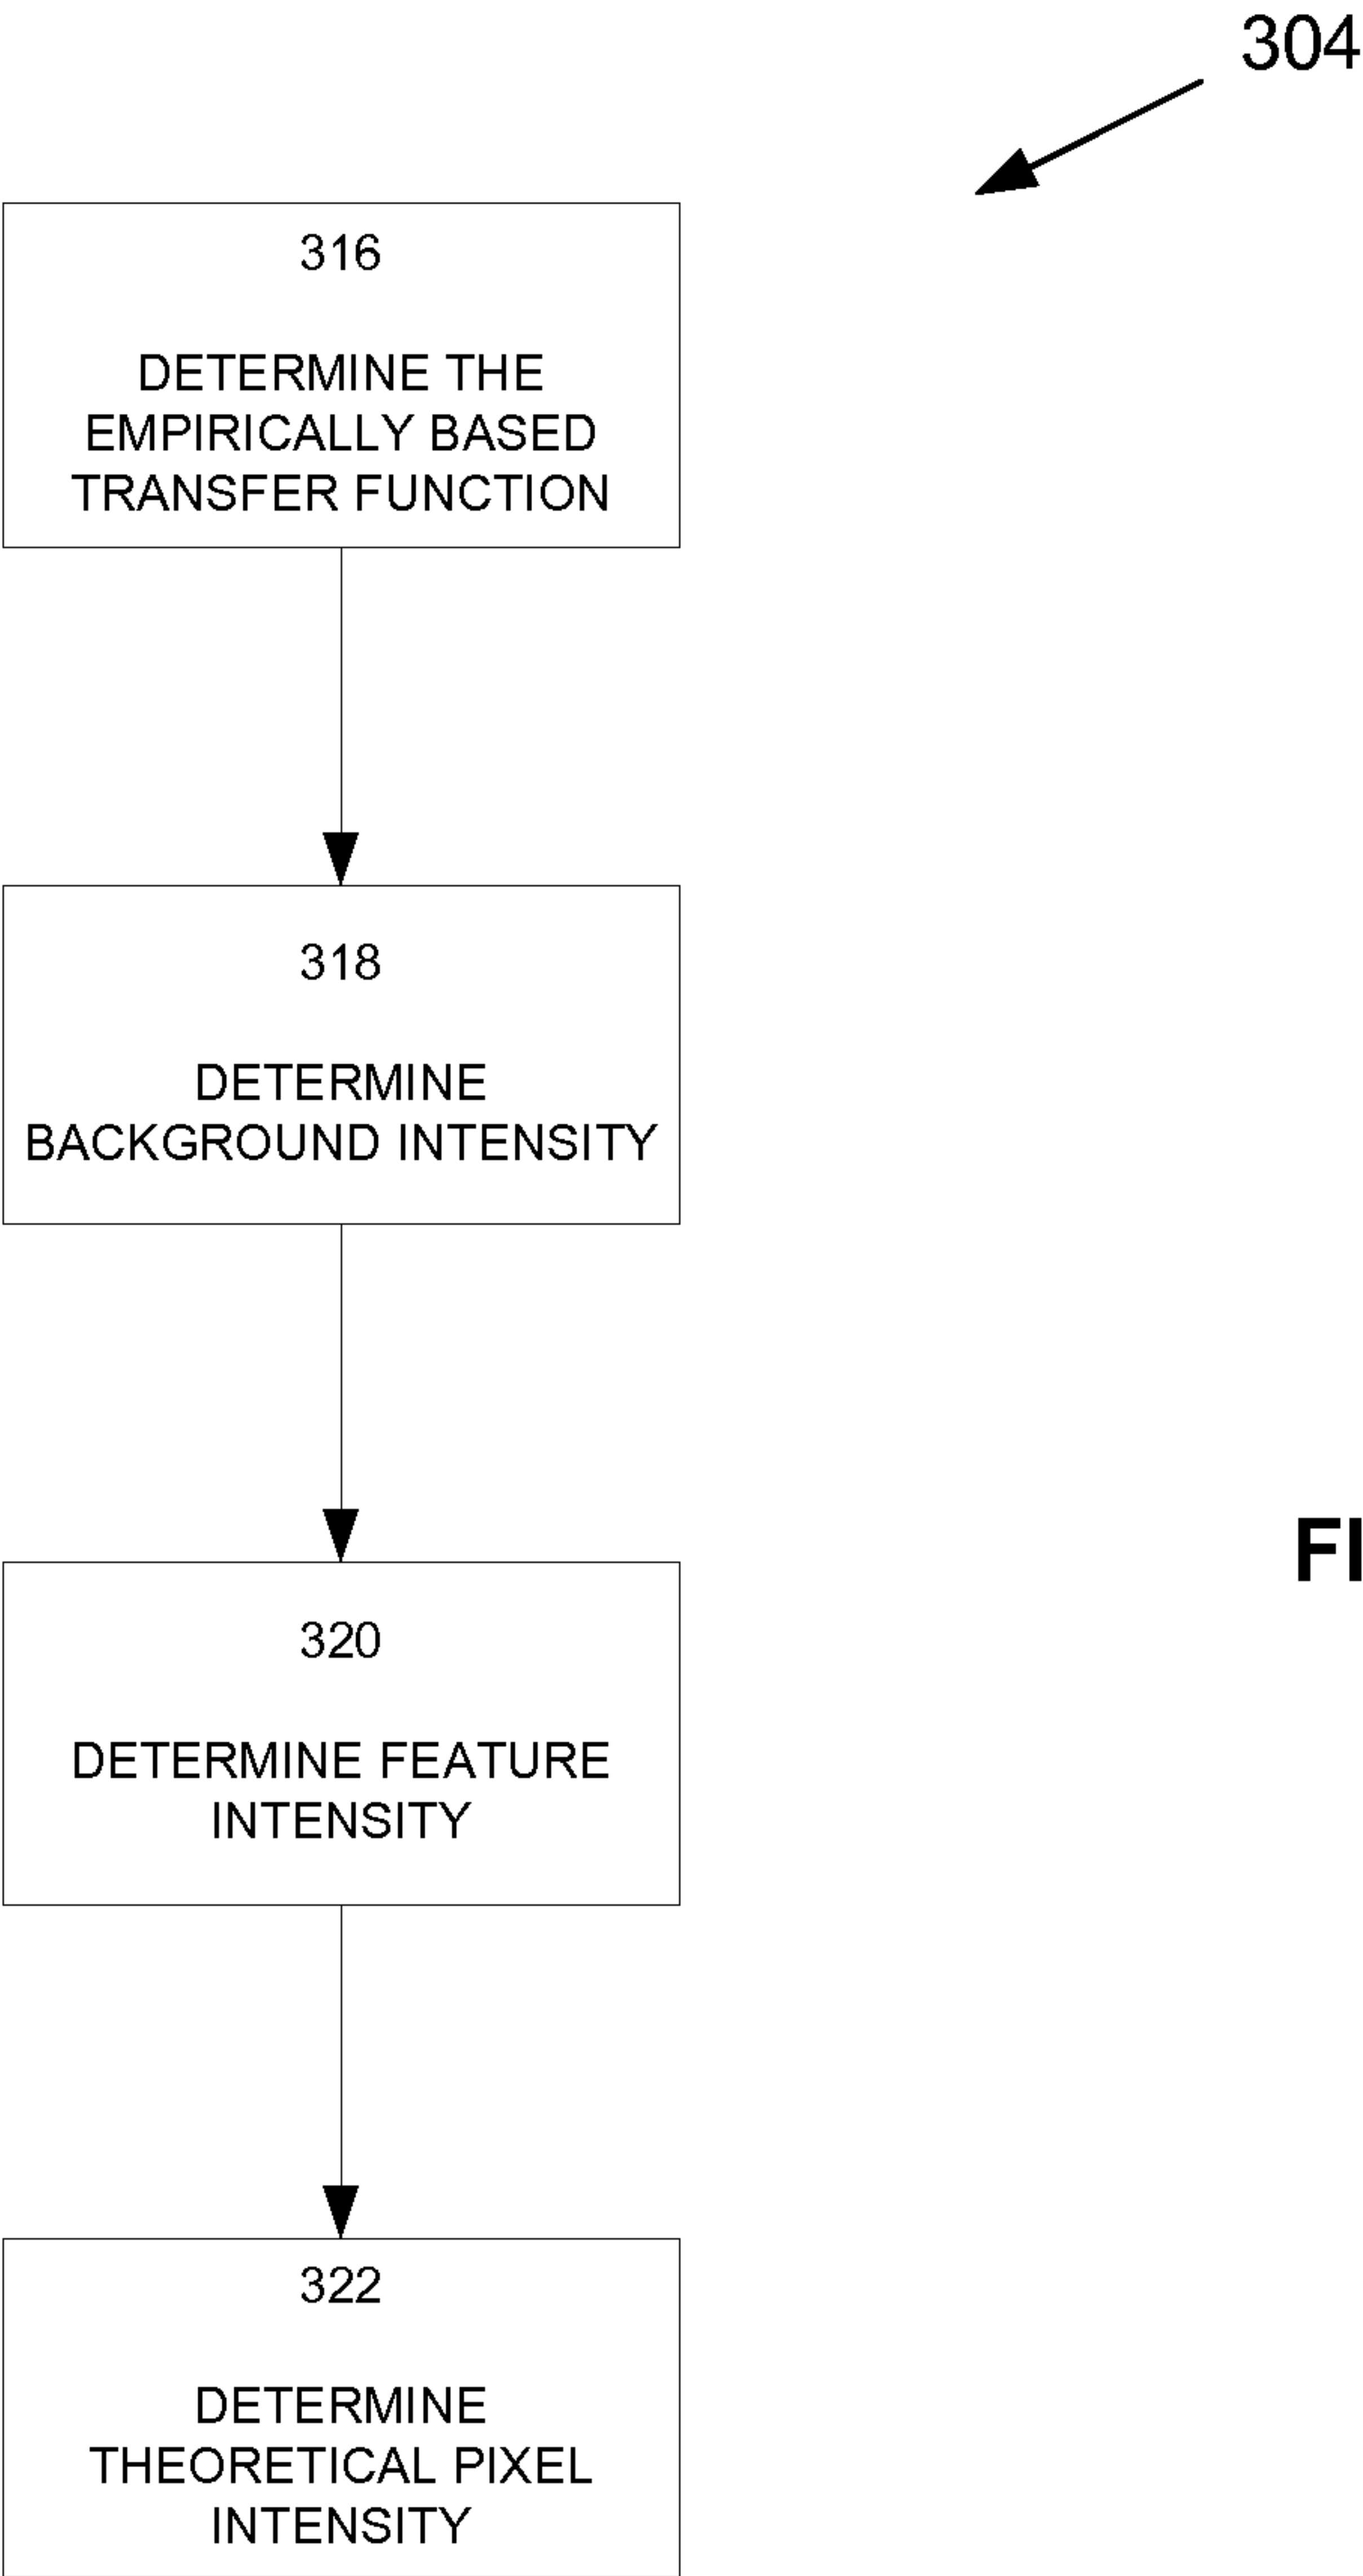 304
316
DETERMINE THE
EMPIRICALLY BASED
TRANSFER FUNCTION
318
DETERMINE
BACKGROUND INTENSITY
FI
320
DETERMINE FEATURE
INTENSITY
322
DETERMINE
THEORETICAL PIXEL
INTENSITY